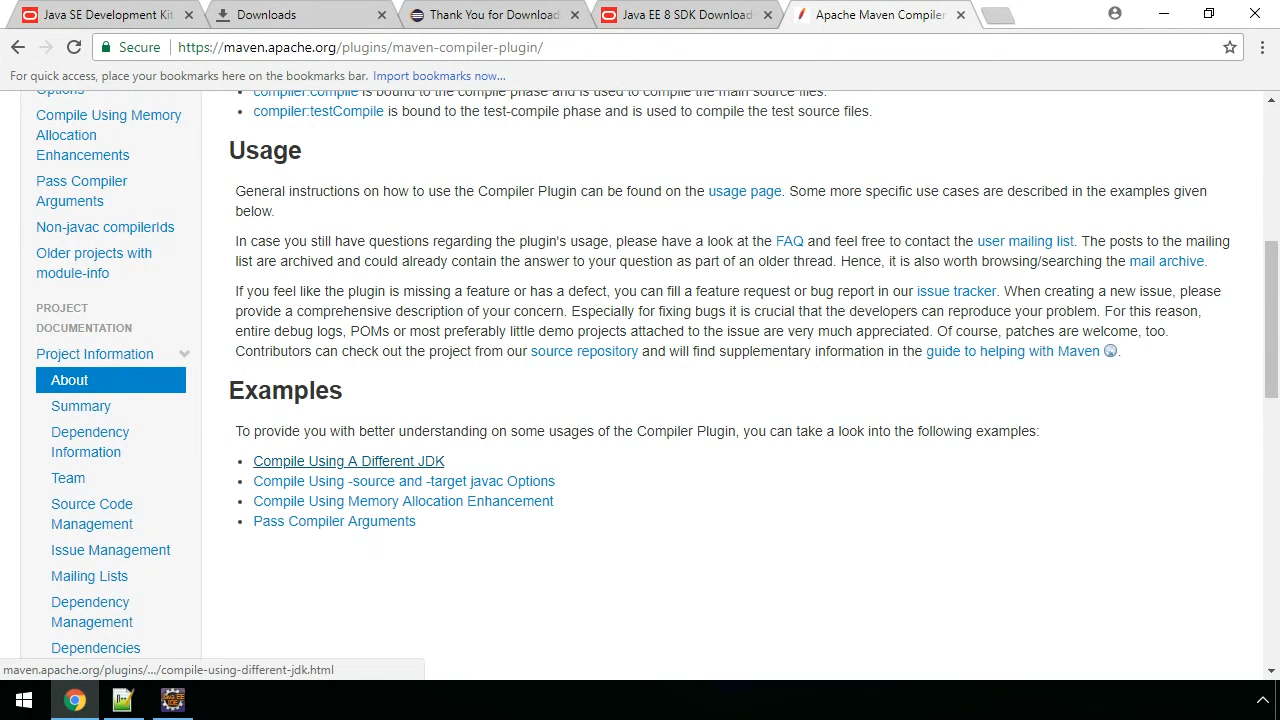 Java SE Development Kit
Downloads
Thank You for Download
Java EE 8 SDK Download
Apache Maven Compiler
Secure
https://maven.apache.org/plugins/maven-compiler-plugin/
For quick access, place your bookmarks here on the bookmarks bar. Import bookmarks now...
Options
Compile Using Memory
Allocation
Enhancements
Pass Compiler
Arguments
Non-javac compilerIds
Older projects with
module-info
PROJECT
DOCUMENTATION
Project Information
About
Summary
Dependency
Information
Team
Source Code
Management
Issue Management
Mailing Lists
Dependency
Management
Dependencies
compiler:compile is bound to the compile phase and is used to compile the main source files.
compiler:testCompile is bound to the test-compile phase and is used to compile the test source files.
Usage
General instructions on how to use the Compiler Plugin can be found on the usage page. Some more specific use cases are described in the examples given
below.
In case you still have questions regarding the plugin's usage, please have a look at the FAQ and feel free to contact the user mailing list. The posts to the mailing
list are archived and could already contain the answer to your question as part of an older thread. Hence, it is also worth browsing/searching the mail archive.
If you feel like the plugin is missing a feature or has a defect, you can fill a feature request or bug report in our issue tracker. When creating a new issue, please
provide a comprehensive description of your concern. Especially for fixing bugs it is crucial that the developers can reproduce your problem. For this reason,
entire debug logs, POMs or most preferably little demo projects attached to the issue are very much appreciated. Of course, patches are welcome, too.
Contributors can check out the project from our source repository and will find supplementary information in the guide to helping with Maven.
Examples
To provide you with better understanding on some usages of the Compiler Plugin, you can take a look into the following examples:
Compile Using A Different JDK
Compile Using -source and -target javac Options
Compile Using Memory Allocation Enhancement
Pass Compiler Arguments
maven.apache.org/plugins/.../compile-using-different-jdk.html